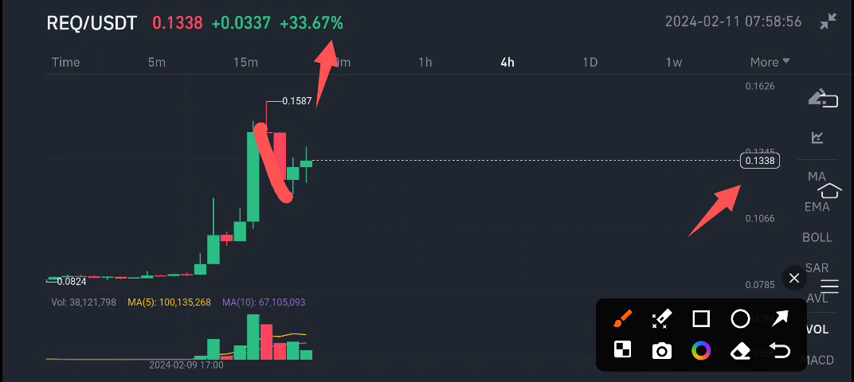 REQ/USDT 0.1338 +0.0337 +33.67% 2024-02-11 07:58:56
Time 5m 15m 1h 4h 1D 1w More
0.1626
0.1587
0.1345
0.1338
MA
EMA
0.1066
BOLL
SAR
0.0824
0.0785
AVL
Vol: 38,121,798 MA(5): 100,135,268 MA(10): 67,105,093
VOL
MACD
2024-02-09 17:00